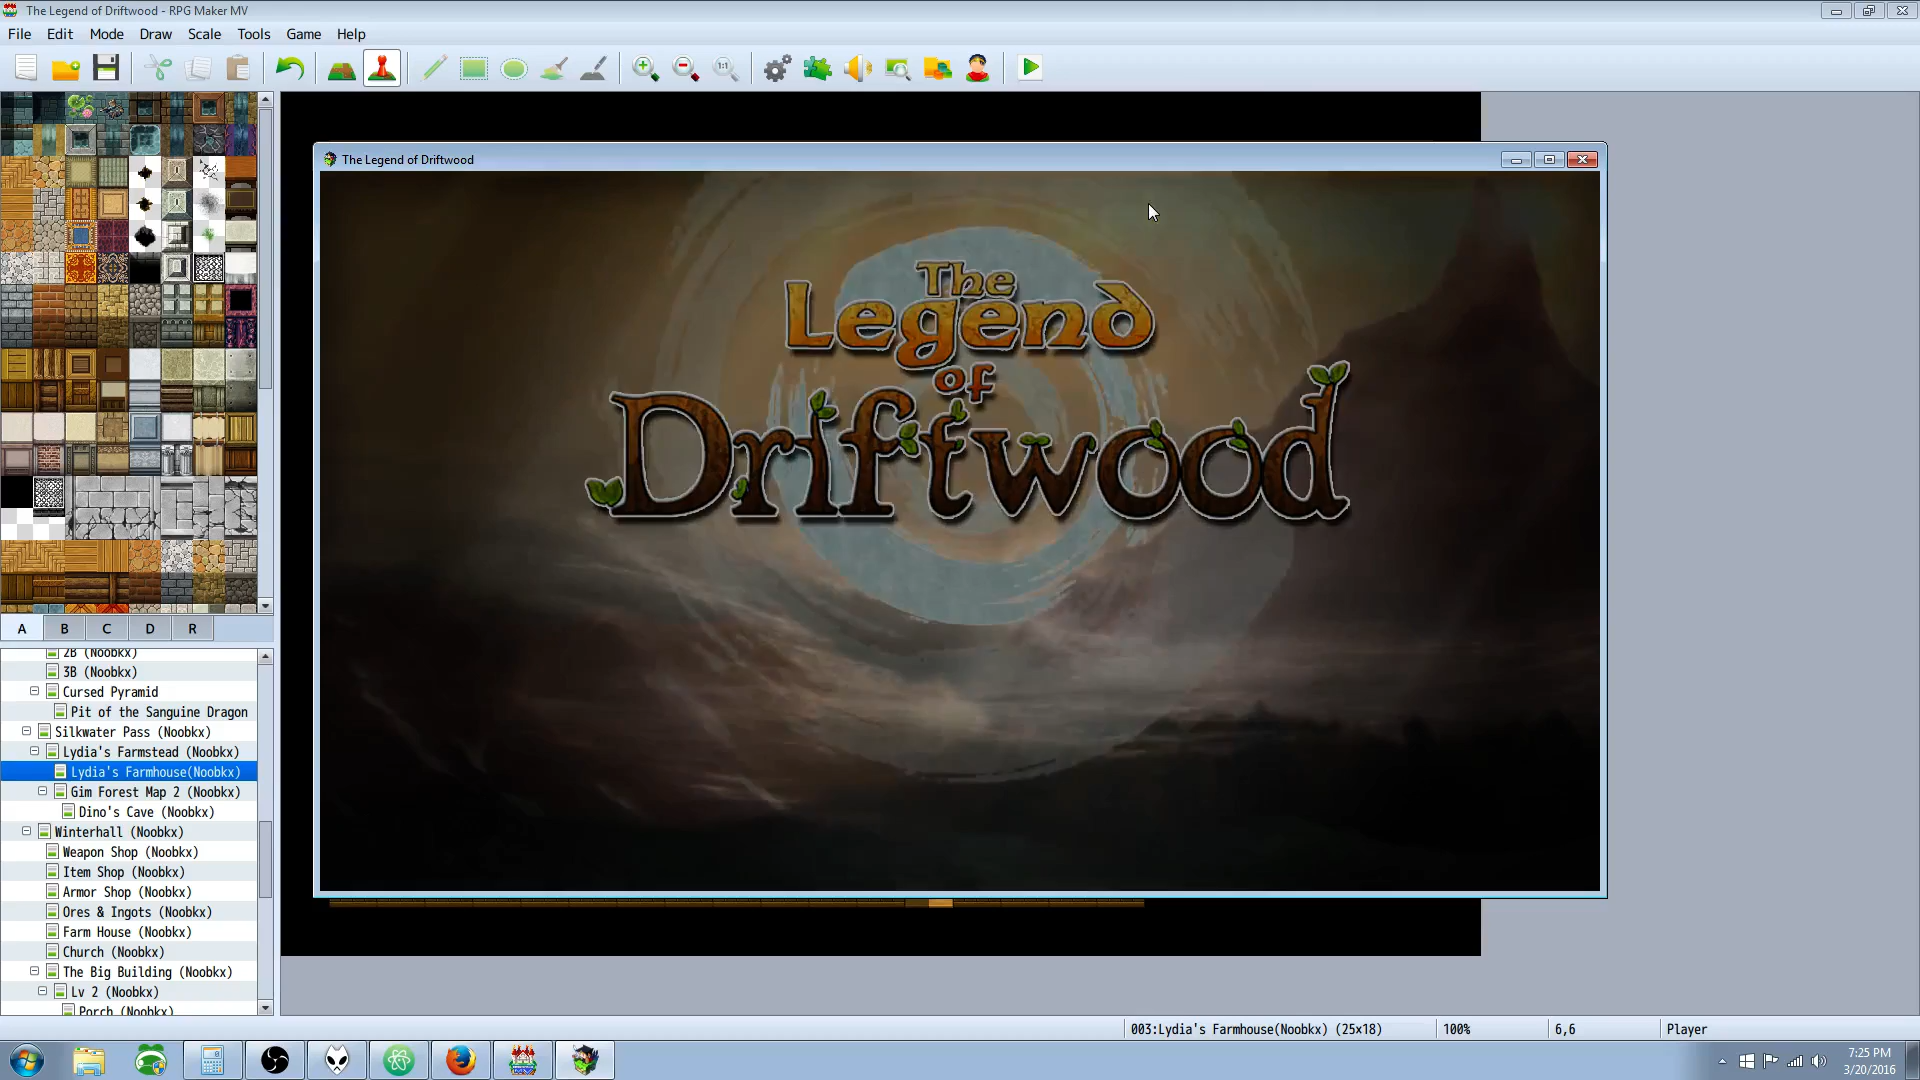 The Legend of Driftwood - RPG Maker MV
File Edit Mode Draw Scale Tools Game Help
1:1
The Legend of Driftwood
The
Legend
of
Driftwood
A B C D R
2B (Noobkx)
3B (Noobkx)
Cursed Pyramid
Pit of the Sanguine Dragon
Silkwater Pass (Noobkx)
Lydia's Farmstead (Noobkx)
Lydia's Farmhouse(Noobkx)
Gim Forest Map 2 (Noobkx)
Dino's Cave (Noobkx)
Winterhall (Noobkx)
Weapon Shop (Noobkx)
Item Shop (Noobkx)
Armor Shop (Noobkx)
Ores & Ingots (Noobkx)
Farm House (Noobkx)
Church (Noobkx)
The Big Building (Noobkx)
Lv 2 (Noobkx)
Porch (Noobkx)
003:Lydia's Farmhouse(Noobkx) (25x18) 100% 6,6 Player
7:25 PM
3/20/2016